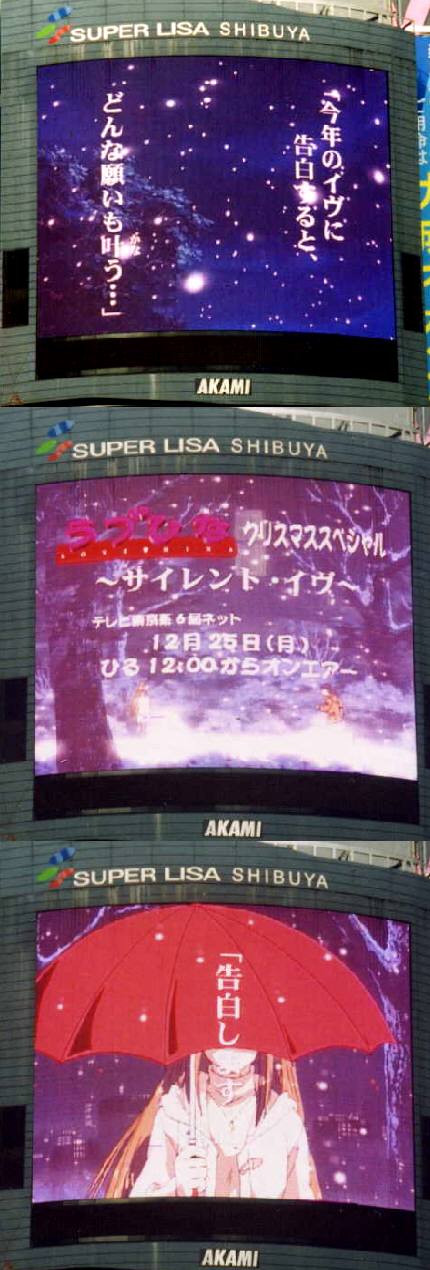 SUPER LISA SHIBUYA
「今年のイヴに
告白すると、
どんな願いも叶う…」
かな
AKAMI
SUPER LISA SHIBUYA
ラブひな クリスマススペシャル
LOVE HINA
〜サイレント・イヴ〜
テレビ東京系6局ネット
12月25日(月)
ひる12:00からオンエアー
AKAMI
SUPER LISA SHIBUYA
「告白し
す
AKAMI